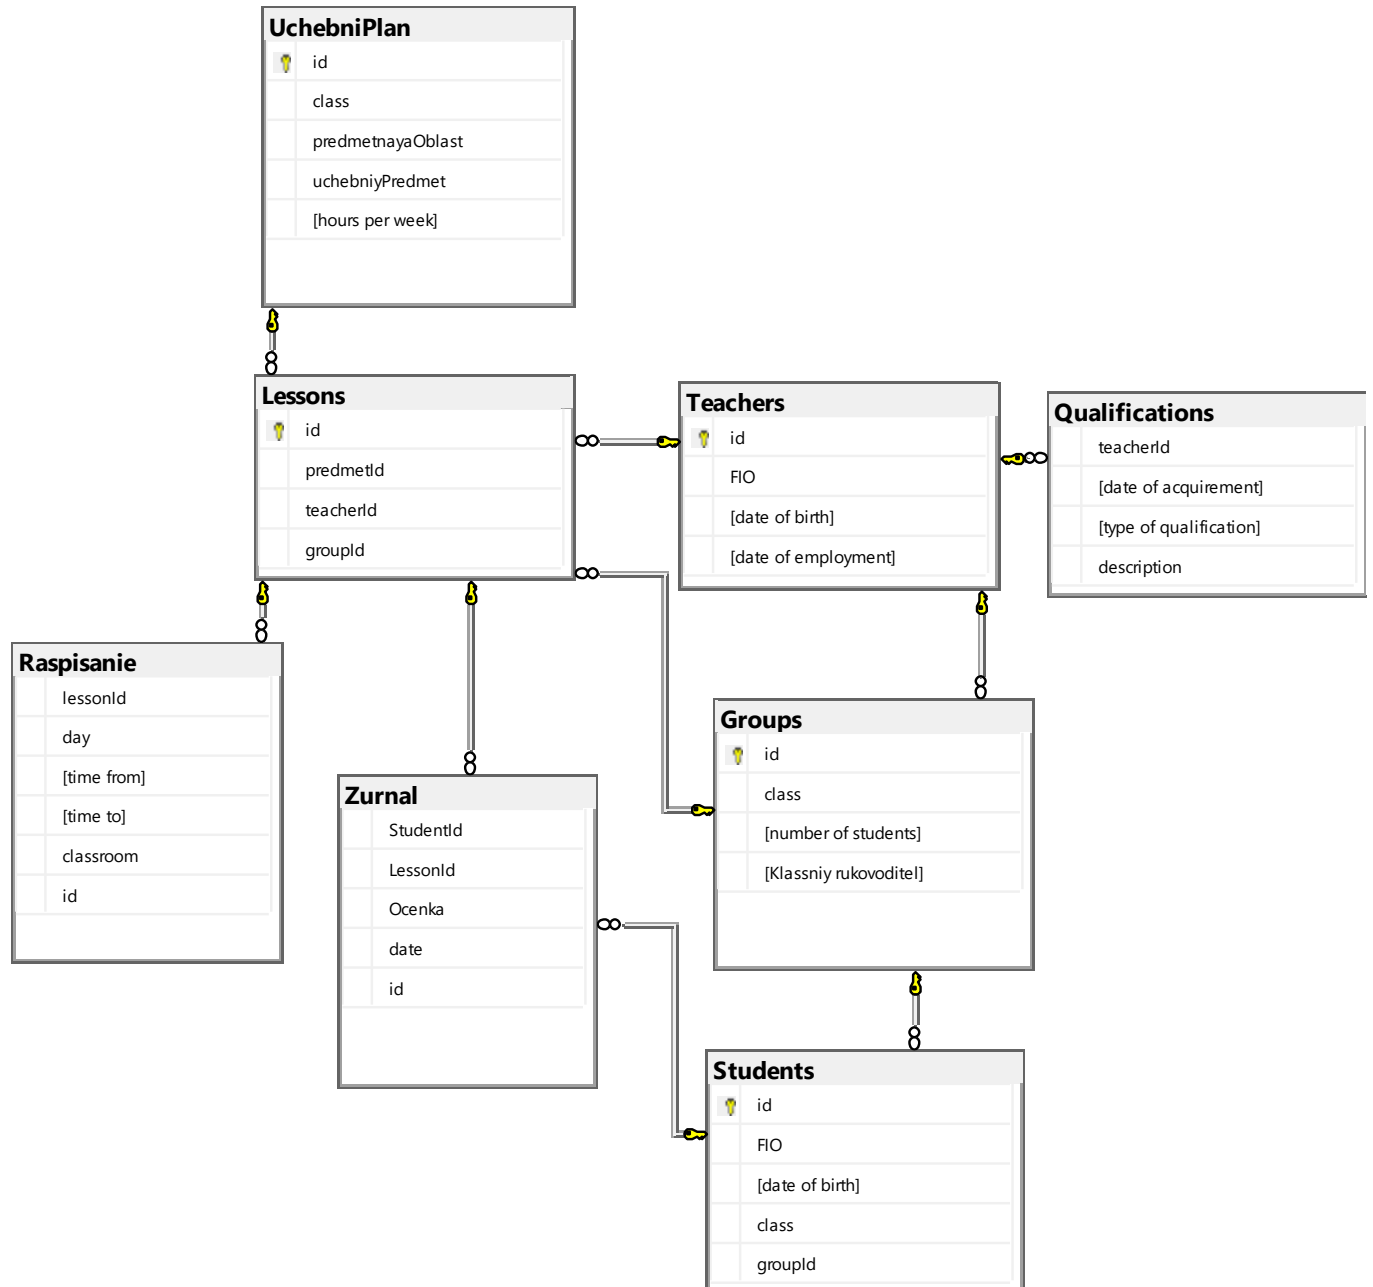 UchebniPlan
id
class
predmetnayaOblast
uchebniyPredmet
[hours per week]
Lessons
id
predmetId
teacherId
groupId
Teachers
id
FIO
[date of birth]
[date of employment]
Qualifications
teacherId
[date of acquirement]
[type of qualification]
description
Raspisanie
lessonId
day
[time from]
[time to]
classroom
id
Zurnal
StudentId
LessonId
Ocenka
date
id
Groups
id
class
[number of students]
[Klassniy rukovoditel]
Students
id
FIO
[date of birth]
class
groupId